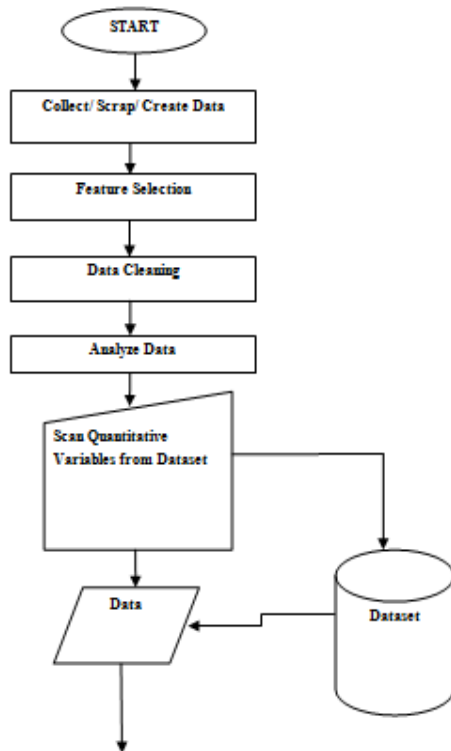 START
Collect/ Scrap/ Create Data
Feature Selection
Data Cleaning
Analyze Data
Scan Quantitative
Variables from Dataset
Data
Dataset